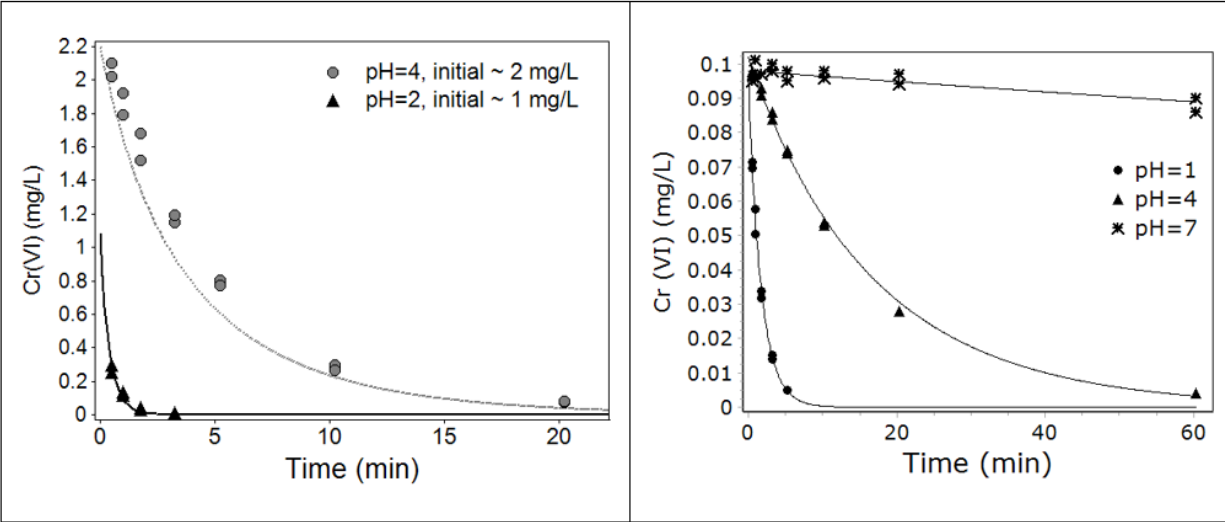 2.2
2
1.8
1.6
1.4
1.2
1
0.8
0.6
0.4
0.2
0
Cr(VI) (mg/L)
pH=4, initial ~ 2 mg/L
pH=2, initial ~ 1 mg/L
0 5 10 15 20
Time (min)
0.1
0.09
0.08
0.07
0.06
0.05
0.04
0.03
0.02
0.01
0
Cr (VI) (mg/L)
pH=1
pH=4
pH=7
0 20 40 60
Time (min)